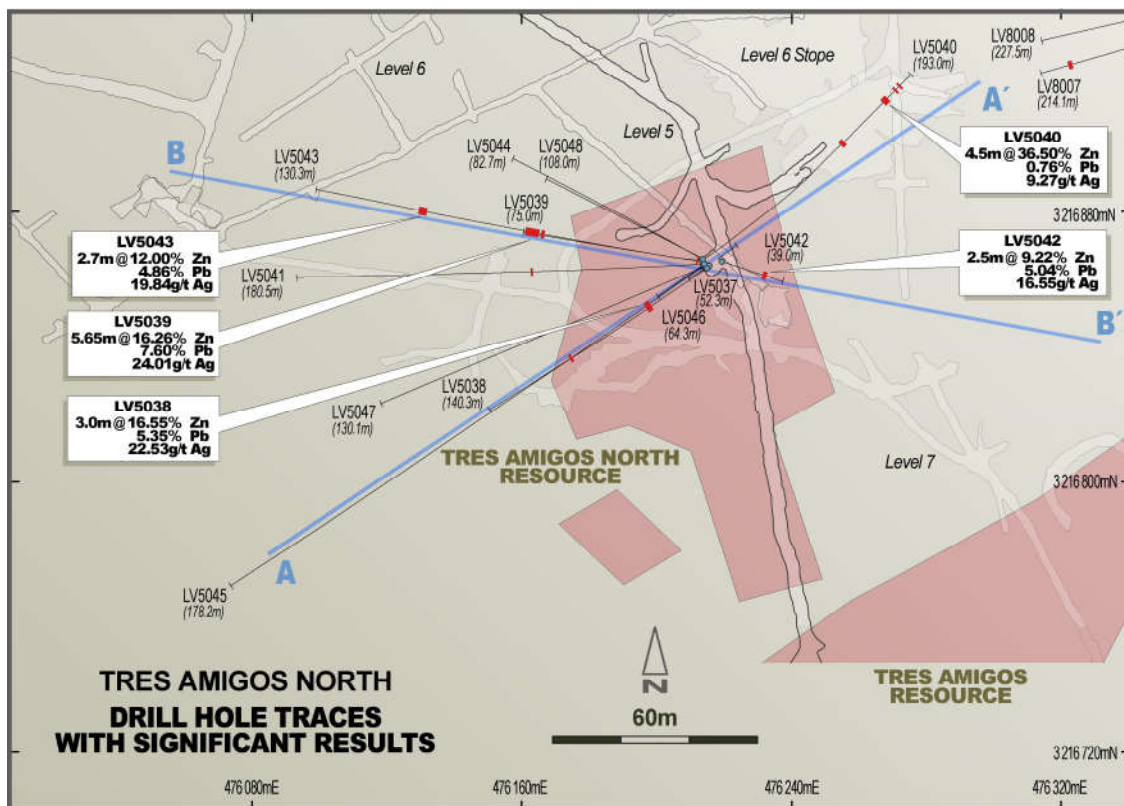 LV8008
(227.5m)
LV5040
(193.0m)
Level 6 Stope
Level 6
LV8007
(214.1m)
A´
Level 5
LV5044
(82.7m)
LV5048
(108.0m)
B
LV5043
(130.3m)
LV5040
4.5m@36.50% Zn
0.76% Pb
9.27g/t Ag
LV5039
(75.0m)
3 216 880mN
LV5043
2.7m@12.00% Zn
4.86% Pb
19.84g/t Ag
LV5041
(180.5m)
LV5042
(39.0m)
LV5042
2.5m@9.22% Zn
5.04% Pb
16.55g/t Ag
LV5037
(52.3m)
LV5046
(64.3m)
B´
LV5039
5.65m@16.26% Zn
7.60% Pb
24.01g/t Ag
LV5038
(140.3m)
LV5047
(130.1m)
LV5038
3.0m@16.55% Zn
5.35% Pb
22.53g/t Ag
TRES AMIGOS NORTH
RESOURCE
Level 7
3 216 800mN
A
LV5045
(178.2m)
N
TRES AMIGOS NORTH
DRILL HOLE TRACES
WITH SIGNIFICANT RESULTS
60m
TRES AMIGOS
RESOURCE
3 216 720mN
476 080mE
476 160mE
476 240mE
476 320mE